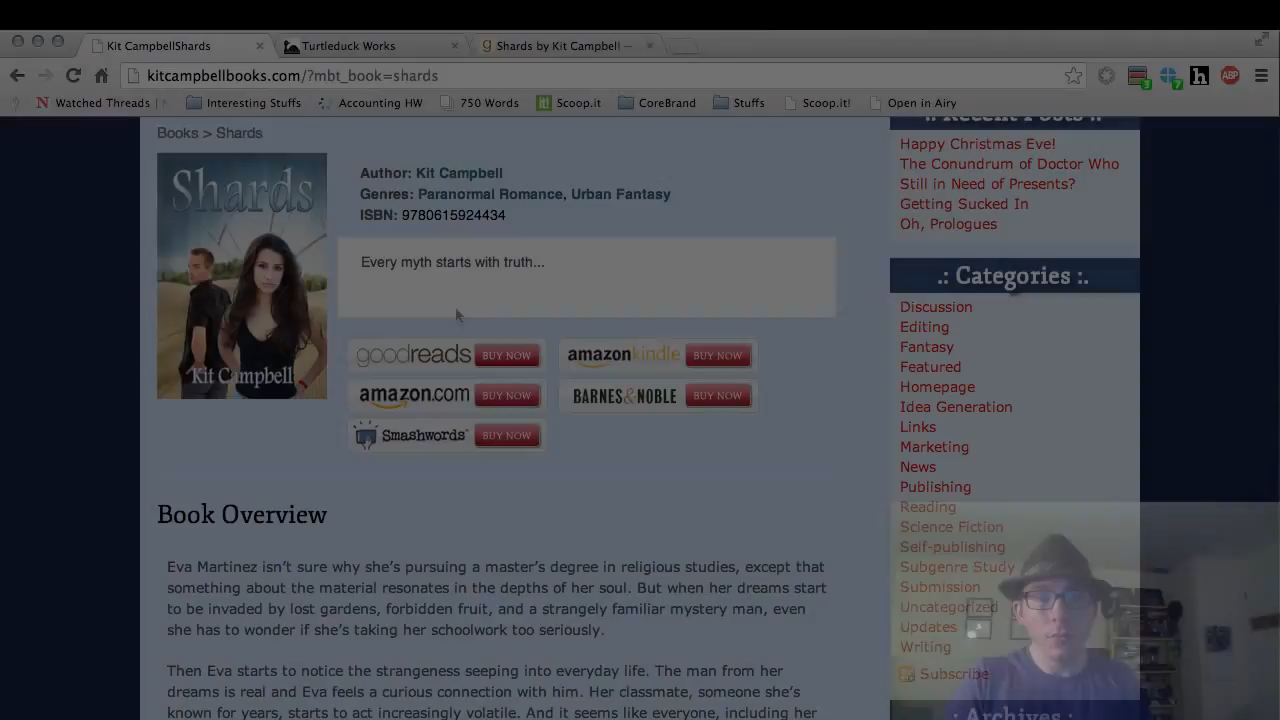 Kit CampbellShards
Turtleduck Works
Shards by Kit Campbell —
kitcampbellbooks.com/?mbt_book=shards
Watched Threads
Interesting Stuffs
Accounting HW
750 Words
Scoop.it
CoreBrand
Stuffs
Scoop.it!
Open in Airy
Books > Shards
Shards
Kit Campbell
Author: Kit Campbell
Genres: Paranormal Romance, Urban Fantasy
ISBN: 9780615924434
Every myth starts with truth...
goodreads BUY NOW
amazonkindle BUY NOW
amazon.com BUY NOW
BARNES&NOBLE BUY NOW
Smashwords BUY NOW
Book Overview
Eva Martinez isn’t sure why she’s pursuing a master’s degree in religious studies, except that
something about the material resonates in the depths of her soul. But when her dreams start
to be invaded by lost gardens, forbidden fruit, and a strangely familiar mystery man, even
she has to wonder if she’s taking her schoolwork too seriously.
Then Eva starts to notice the strangeness seeping into everyday life. The man from her
dreams is real and Eva feels a curious connection with him. Her classmate, someone she’s
known for years, starts to act increasingly volatile. And it seems like everyone, including her
.: Recent Posts :.
Happy Christmas Eve!
The Conundrum of Doctor Who
Still in Need of Presents?
Getting Sucked In
Oh, Prologues
.: Categories :.
Discussion
Editing
Fantasy
Featured
Homepage
Idea Generation
Links
Marketing
News
Publishing
Reading
Science Fiction
Self-publishing
Subgenre Study
Submission
Uncategorized
Updates
Writing
Subscribe
.: Archives :.
ABP
3
7